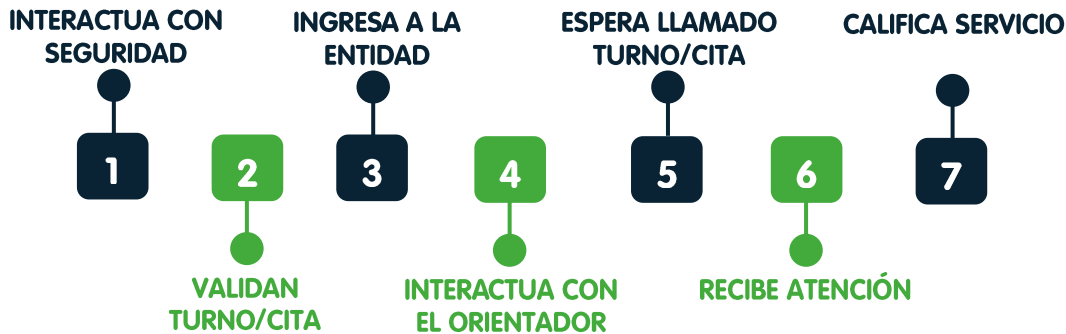 INTERACTUA CON
SEGURIDAD
INGRESA A LA
ENTIDAD
ESPERA LLAMADO
TURNO/CITA
CALIFICA SERVICIO
1
2
3
4
5
6
7
VALIDAN
TURNO/CITA
INTERACTUA CON
EL ORIENTADOR
RECIBE ATENCIÓN